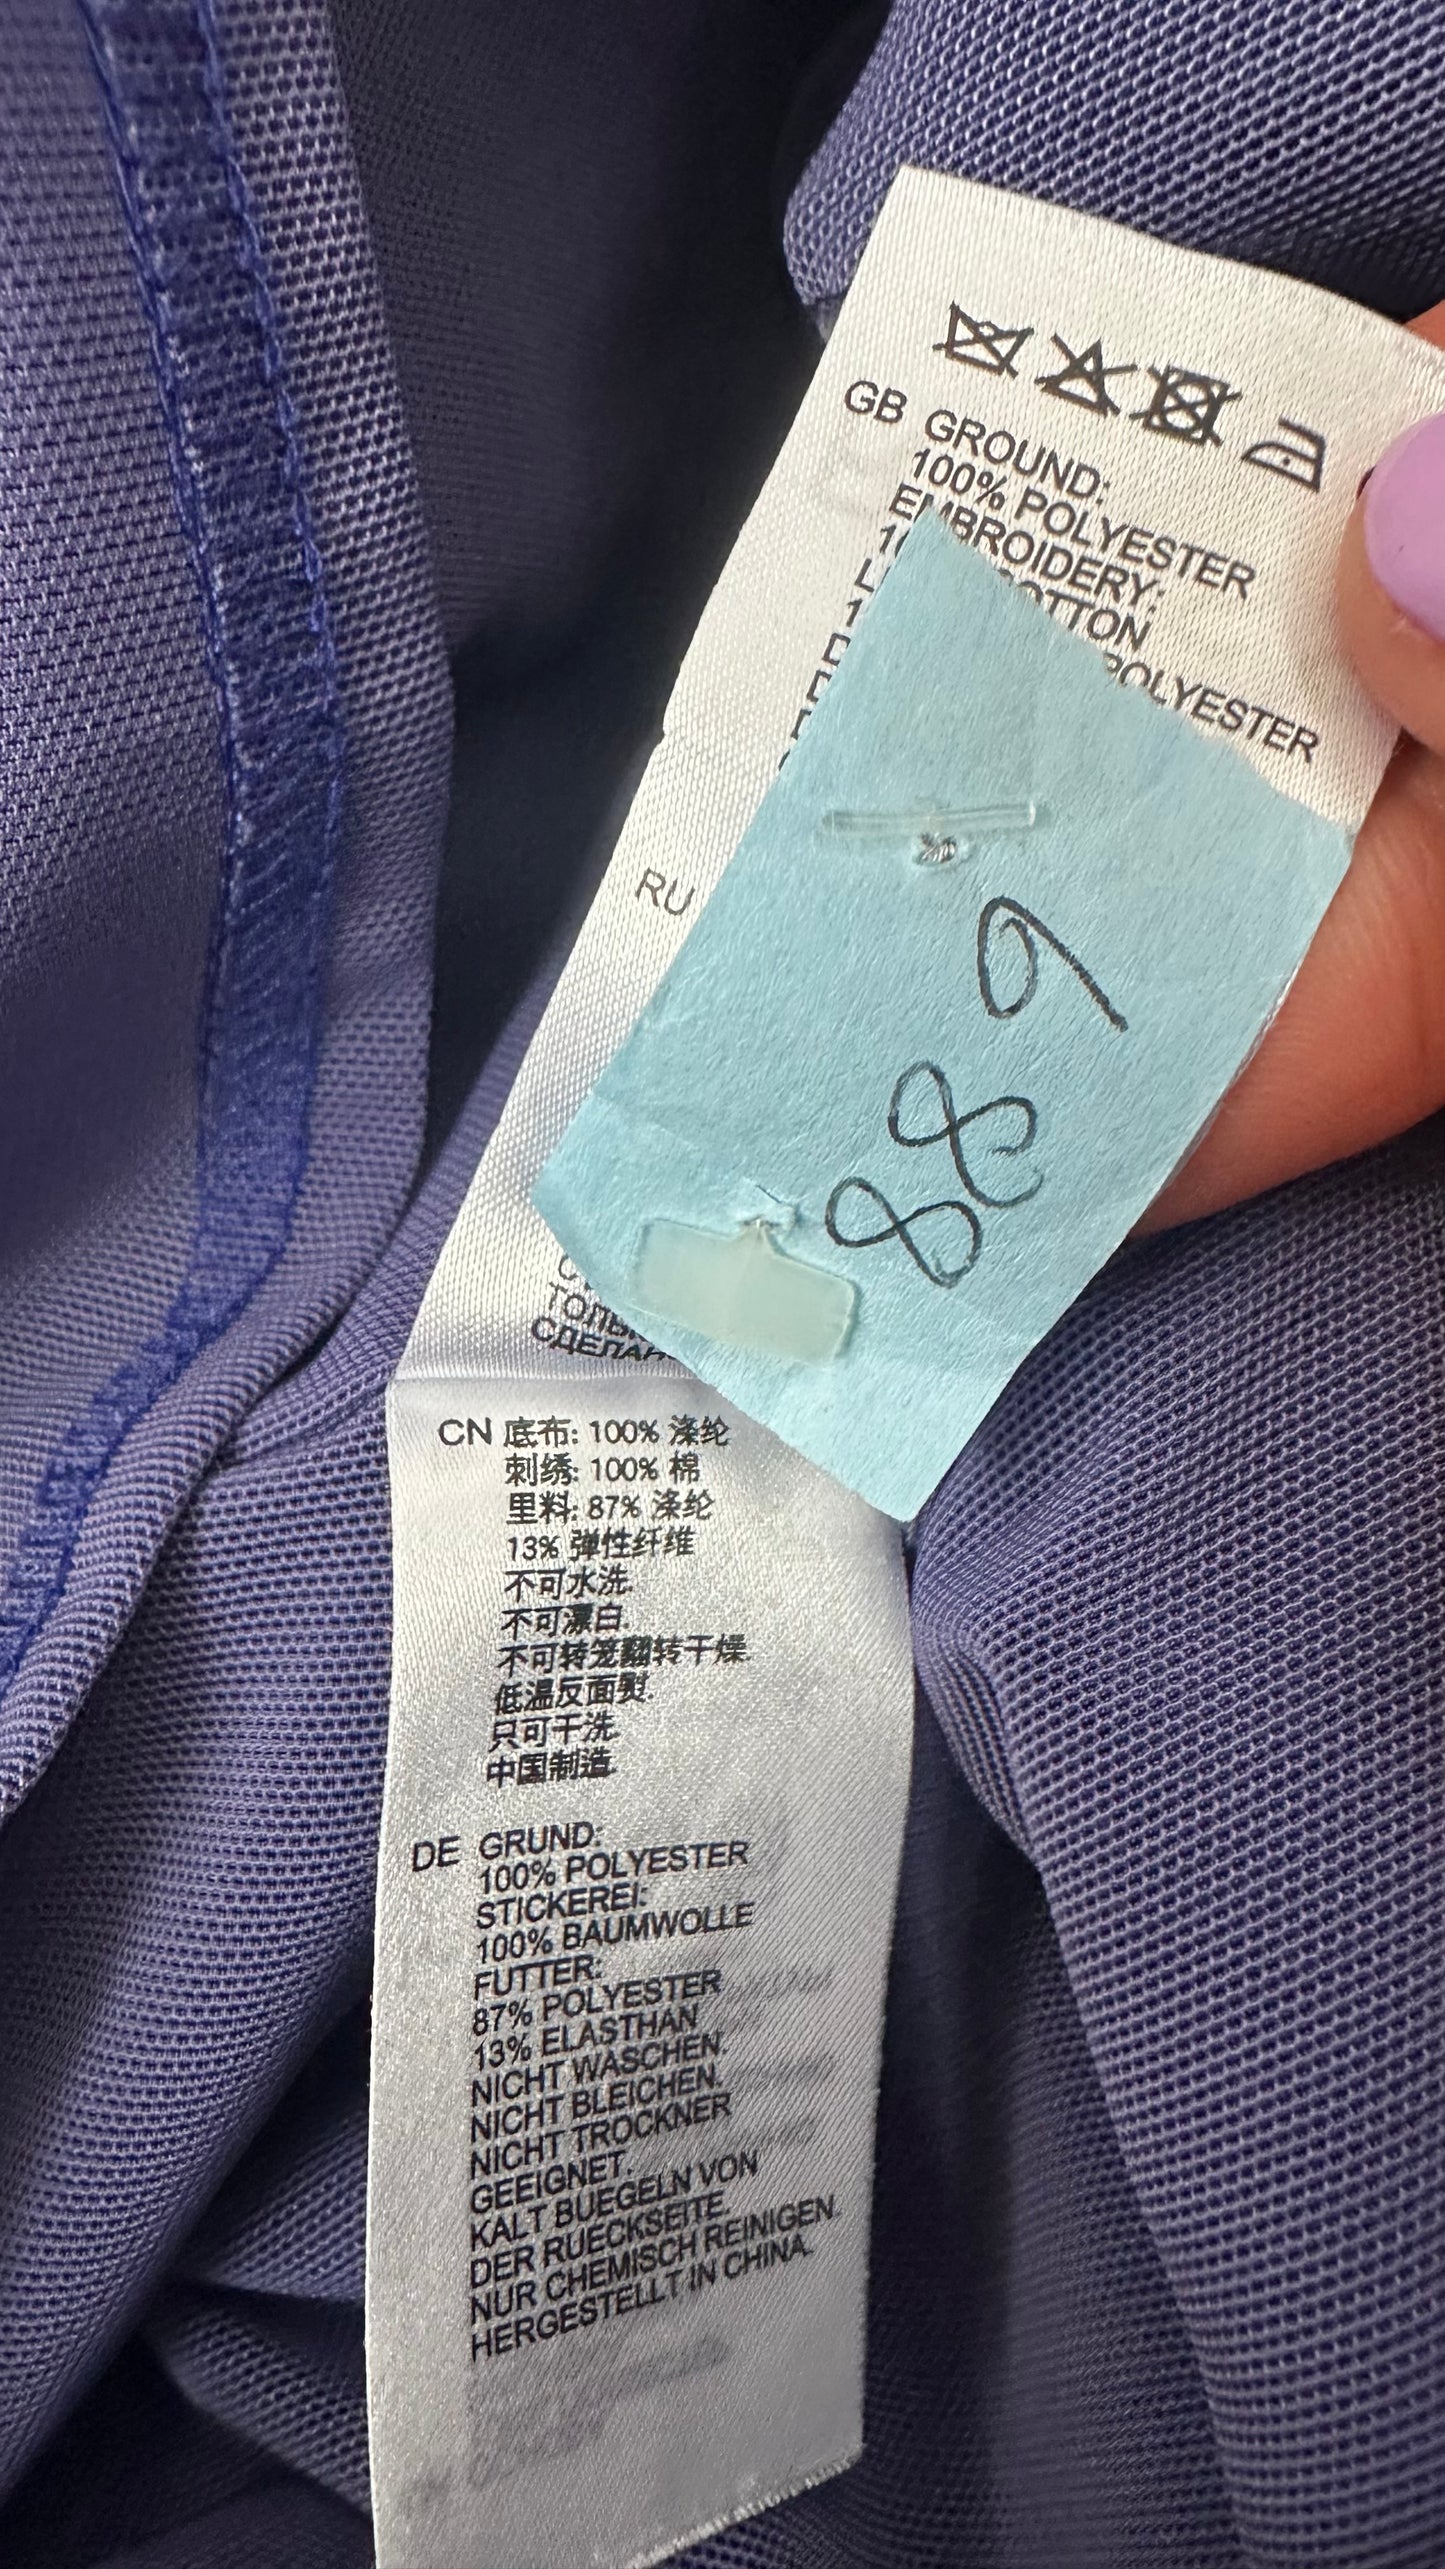 GB GROUND:
100% POLYESTER
EMBROIDERY:
COTTON
POLYESTER
RU
889
CN 底布: 100% 涤纶
刺绣: 100% 棉
里料: 87% 涤纶
13% 弹性纤维
不可水洗.
不可漂白.
不可转笼翻转干燥.
低温反面熨.
只可干洗.
中国制造.
DE GRUND:
100% POLYESTER
STICKEREI:
100% BAUMWOLLE
FUTTER:
87% POLYESTER
13% ELASTHAN
NICHT WASCHEN.
NICHT BLEICHEN.
NICHT TROCKNER
GEEIGNET.
KALT BUEGELN VON
DER RUECKSEITE.
NUR CHEMISCH REINIGEN.
HERGESTELLT IN CHINA.